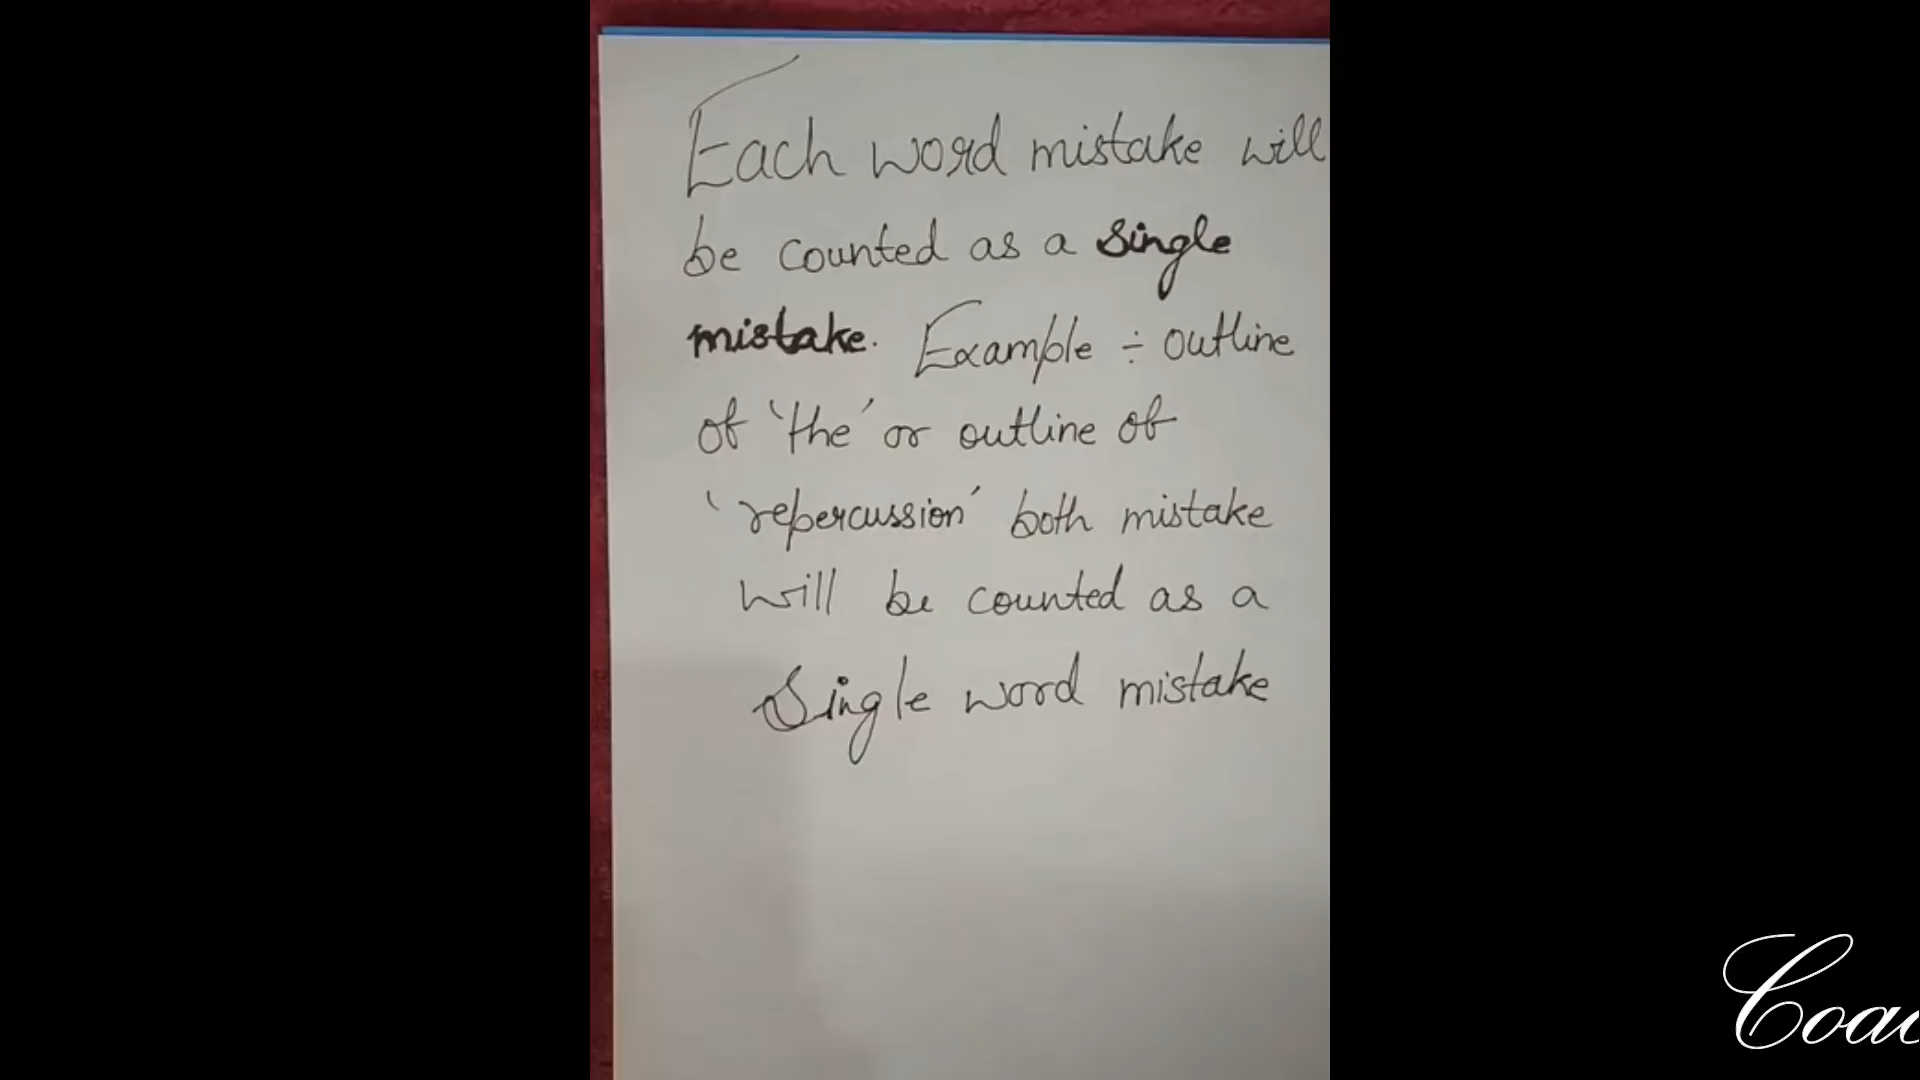 Each word mistake will
be counted as a single
mistake. Example ÷ outline
of 'the' or outline of
'repercussion' both mistake
will be counted as a
Single word mistake
Coac